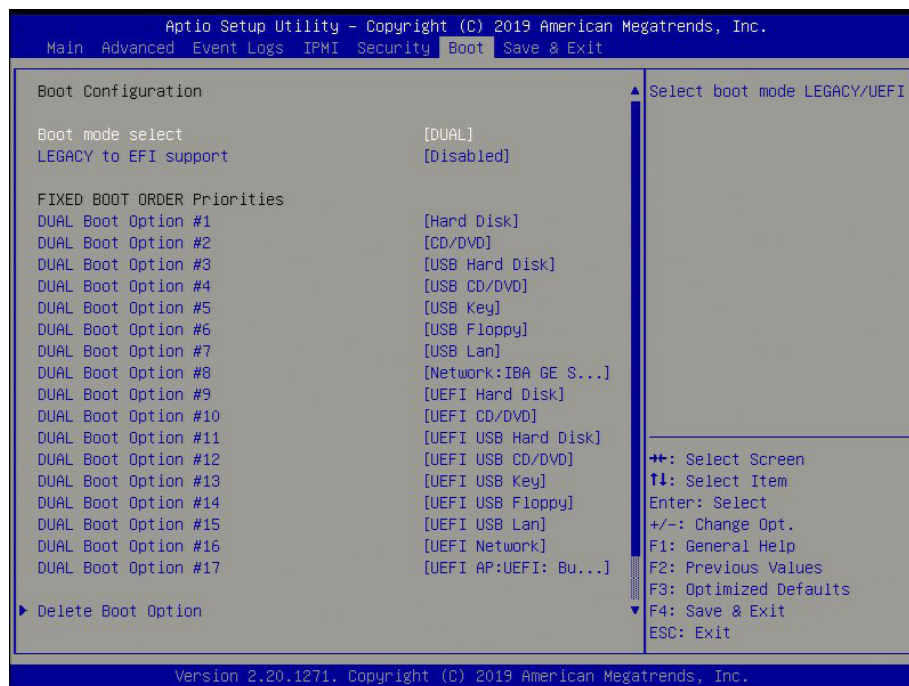 Aptio Setup Utility – Copyright (C) 2019 American Megatrends, Inc.
Main Advanced Event Logs IPMI Security Boot Save & Exit
Boot Configuration
Boot mode select [DUAL]
LEGACY to EFI support [Disabled]
FIXED BOOT ORDER Priorities
DUAL Boot Option #1 [Hard Disk]
DUAL Boot Option #2 [CD/DVD]
DUAL Boot Option #3 [USB Hard Disk]
DUAL Boot Option #4 [USB CD/DVD]
DUAL Boot Option #5 [USB Key]
DUAL Boot Option #6 [USB Floppy]
DUAL Boot Option #7 [USB Lan]
DUAL Boot Option #8 [Network:IBA GE S...]
DUAL Boot Option #9 [UEFI Hard Disk]
DUAL Boot Option #10 [UEFI CD/DVD]
DUAL Boot Option #11 [UEFI USB Hard Disk]
DUAL Boot Option #12 [UEFI USB CD/DVD]
DUAL Boot Option #13 [UEFI USB Key]
DUAL Boot Option #14 [UEFI USB Floppy]
DUAL Boot Option #15 [UEFI USB Lan]
DUAL Boot Option #16 [UEFI Network]
DUAL Boot Option #17 [UEFI AP:UEFI: Bu...]
Delete Boot Option
Select boot mode LEGACY/UEFI
→←: Select Screen
↑↓: Select Item
Enter: Select
+/-: Change Opt.
F1: General Help
F2: Previous Values
F3: Optimized Defaults
F4: Save & Exit
ESC: Exit
Version 2.20.1271. Copyright (C) 2019 American Megatrends, Inc.